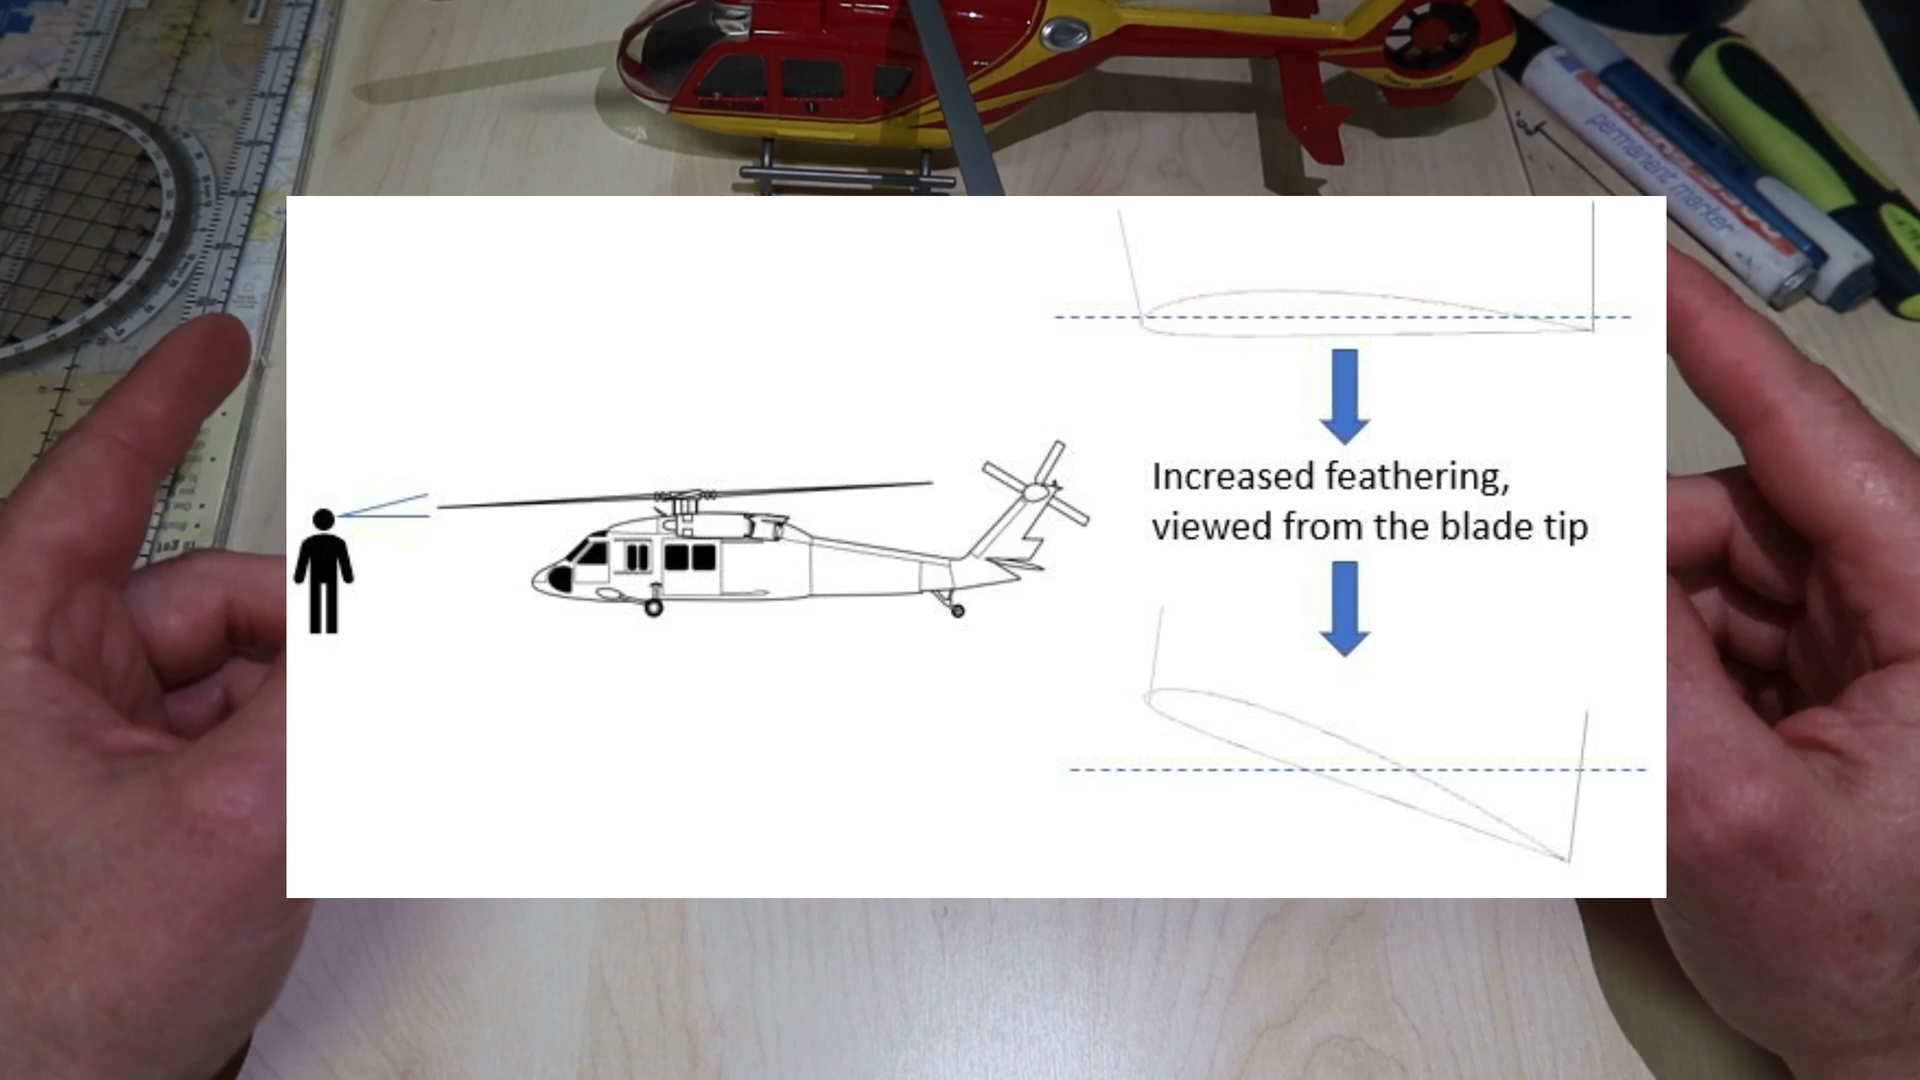 permanent marker
Increased feathering,
viewed from the blade tip